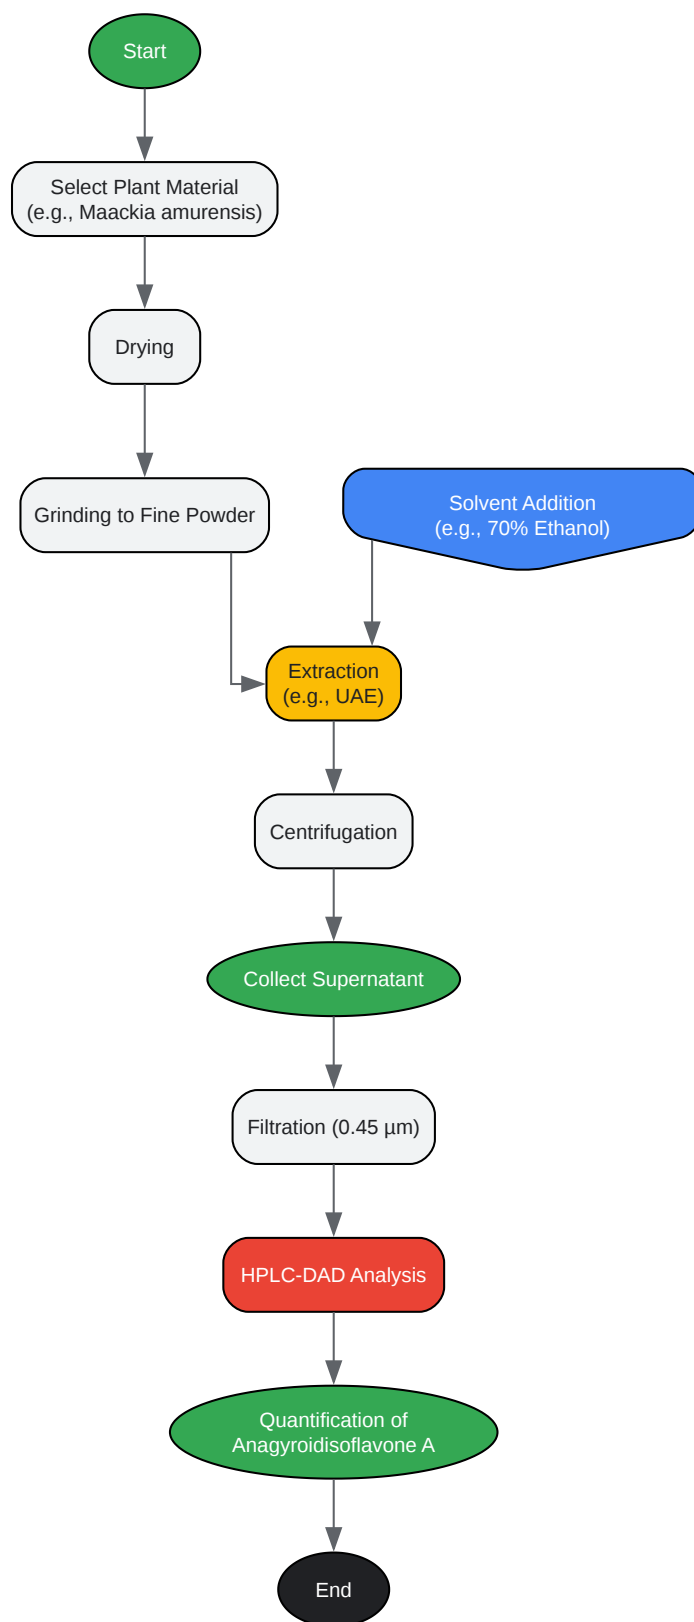 Start
Select Plant Material
(e.g., Maackia amurensis)
Drying
Grinding to Fine Powder
Solvent Addition
(e.g., 70% Ethanol)
Extraction
(e.g., UAE)
Centrifugation
Collect Supernatant
Filtration (0.45 µm)
HPLC-DAD Analysis
Quantification of
Anagyroidisoflavone A
End